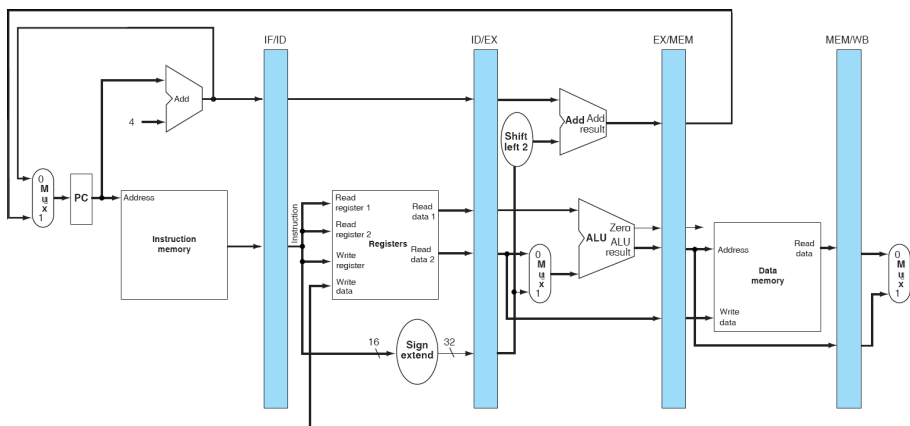 IF/ID
ID/EX
EX/MEM
MEM/WB
Add
4
Add Add
result
Shift
left 2
0
M
u
x
1
PC
Address
Instruction
memory
Instruction
Read
register 1
Read
register 2
Write
register
Write
data
Registers
Read
data 1
Read
data 2
0
M
u
x
1
ALU
Zero
ALU
result
Address
Data
memory
Read
data
Write
data
0
M
u
x
1
16
Sign
extend
32